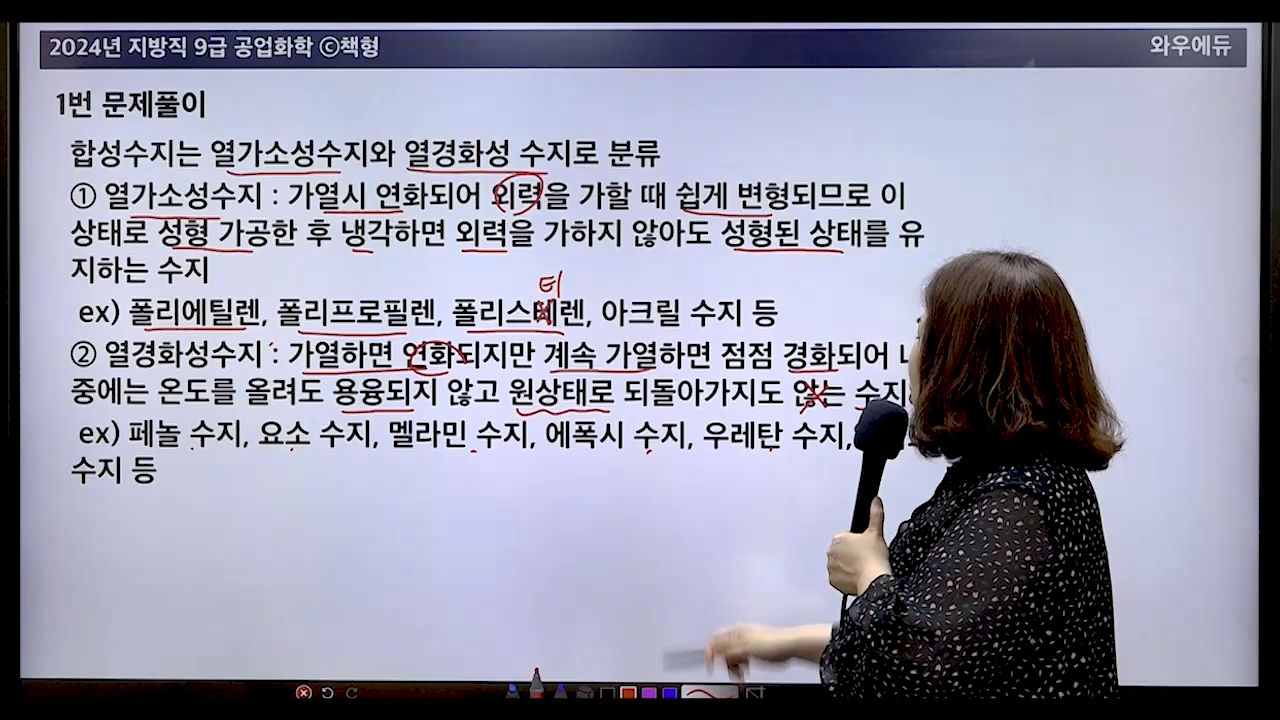 2024년 지방직 9급 공업화학 ⓒ책형
와우에듀
1번 문제풀이
합성수지는 열가소성수지와 열경화성 수지로 분류
① 열가소성수지 : 가열시 연화되어 외력을 가할 때 쉽게 변형되므로 이
상태로 성형 가공한 후 냉각하면 외력을 가하지 않아도 성형된 상태를 유
지하는 수지
티
ex) 폴리에틸렌, 폴리프로필렌, 폴리스테렌, 아크릴 수지 등
② 열경화성수지 : 가열하면 연화되지만 계속 가열하면 점점 경화되어
중에는 온도를 올려도 용융되지 않고 원상태로 되돌아가지도 않는 수지
ex) 페놀 수지, 요소 수지, 멜라민 수지, 에폭시 수지, 우레탄 수지,
수지 등